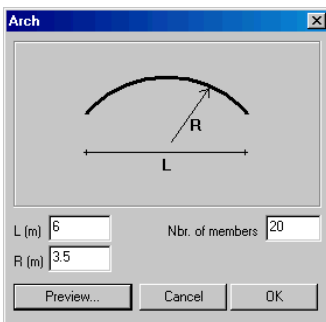 Arch
R
L
L (m) 6 Nbr. of members 20
R (m) 3.5
Preview... Cancel OK